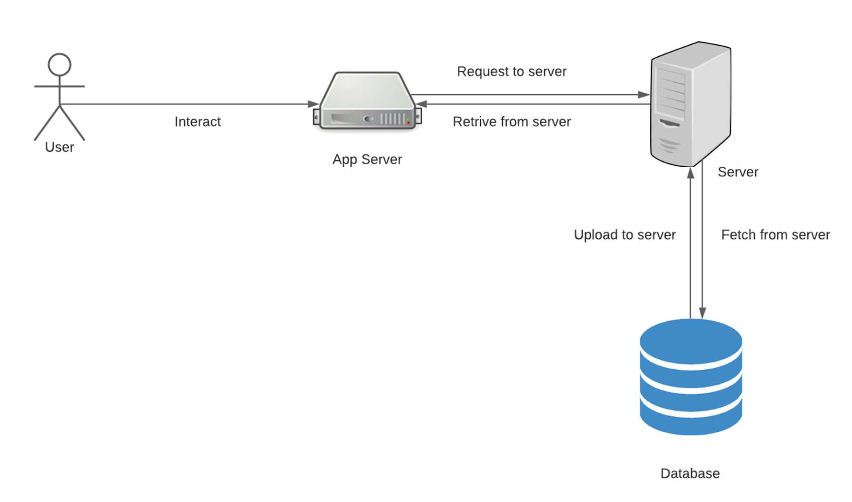 Request to server
Interact
Retrive from server
User
App Server
Server
Upload to server
Fetch from server
Database